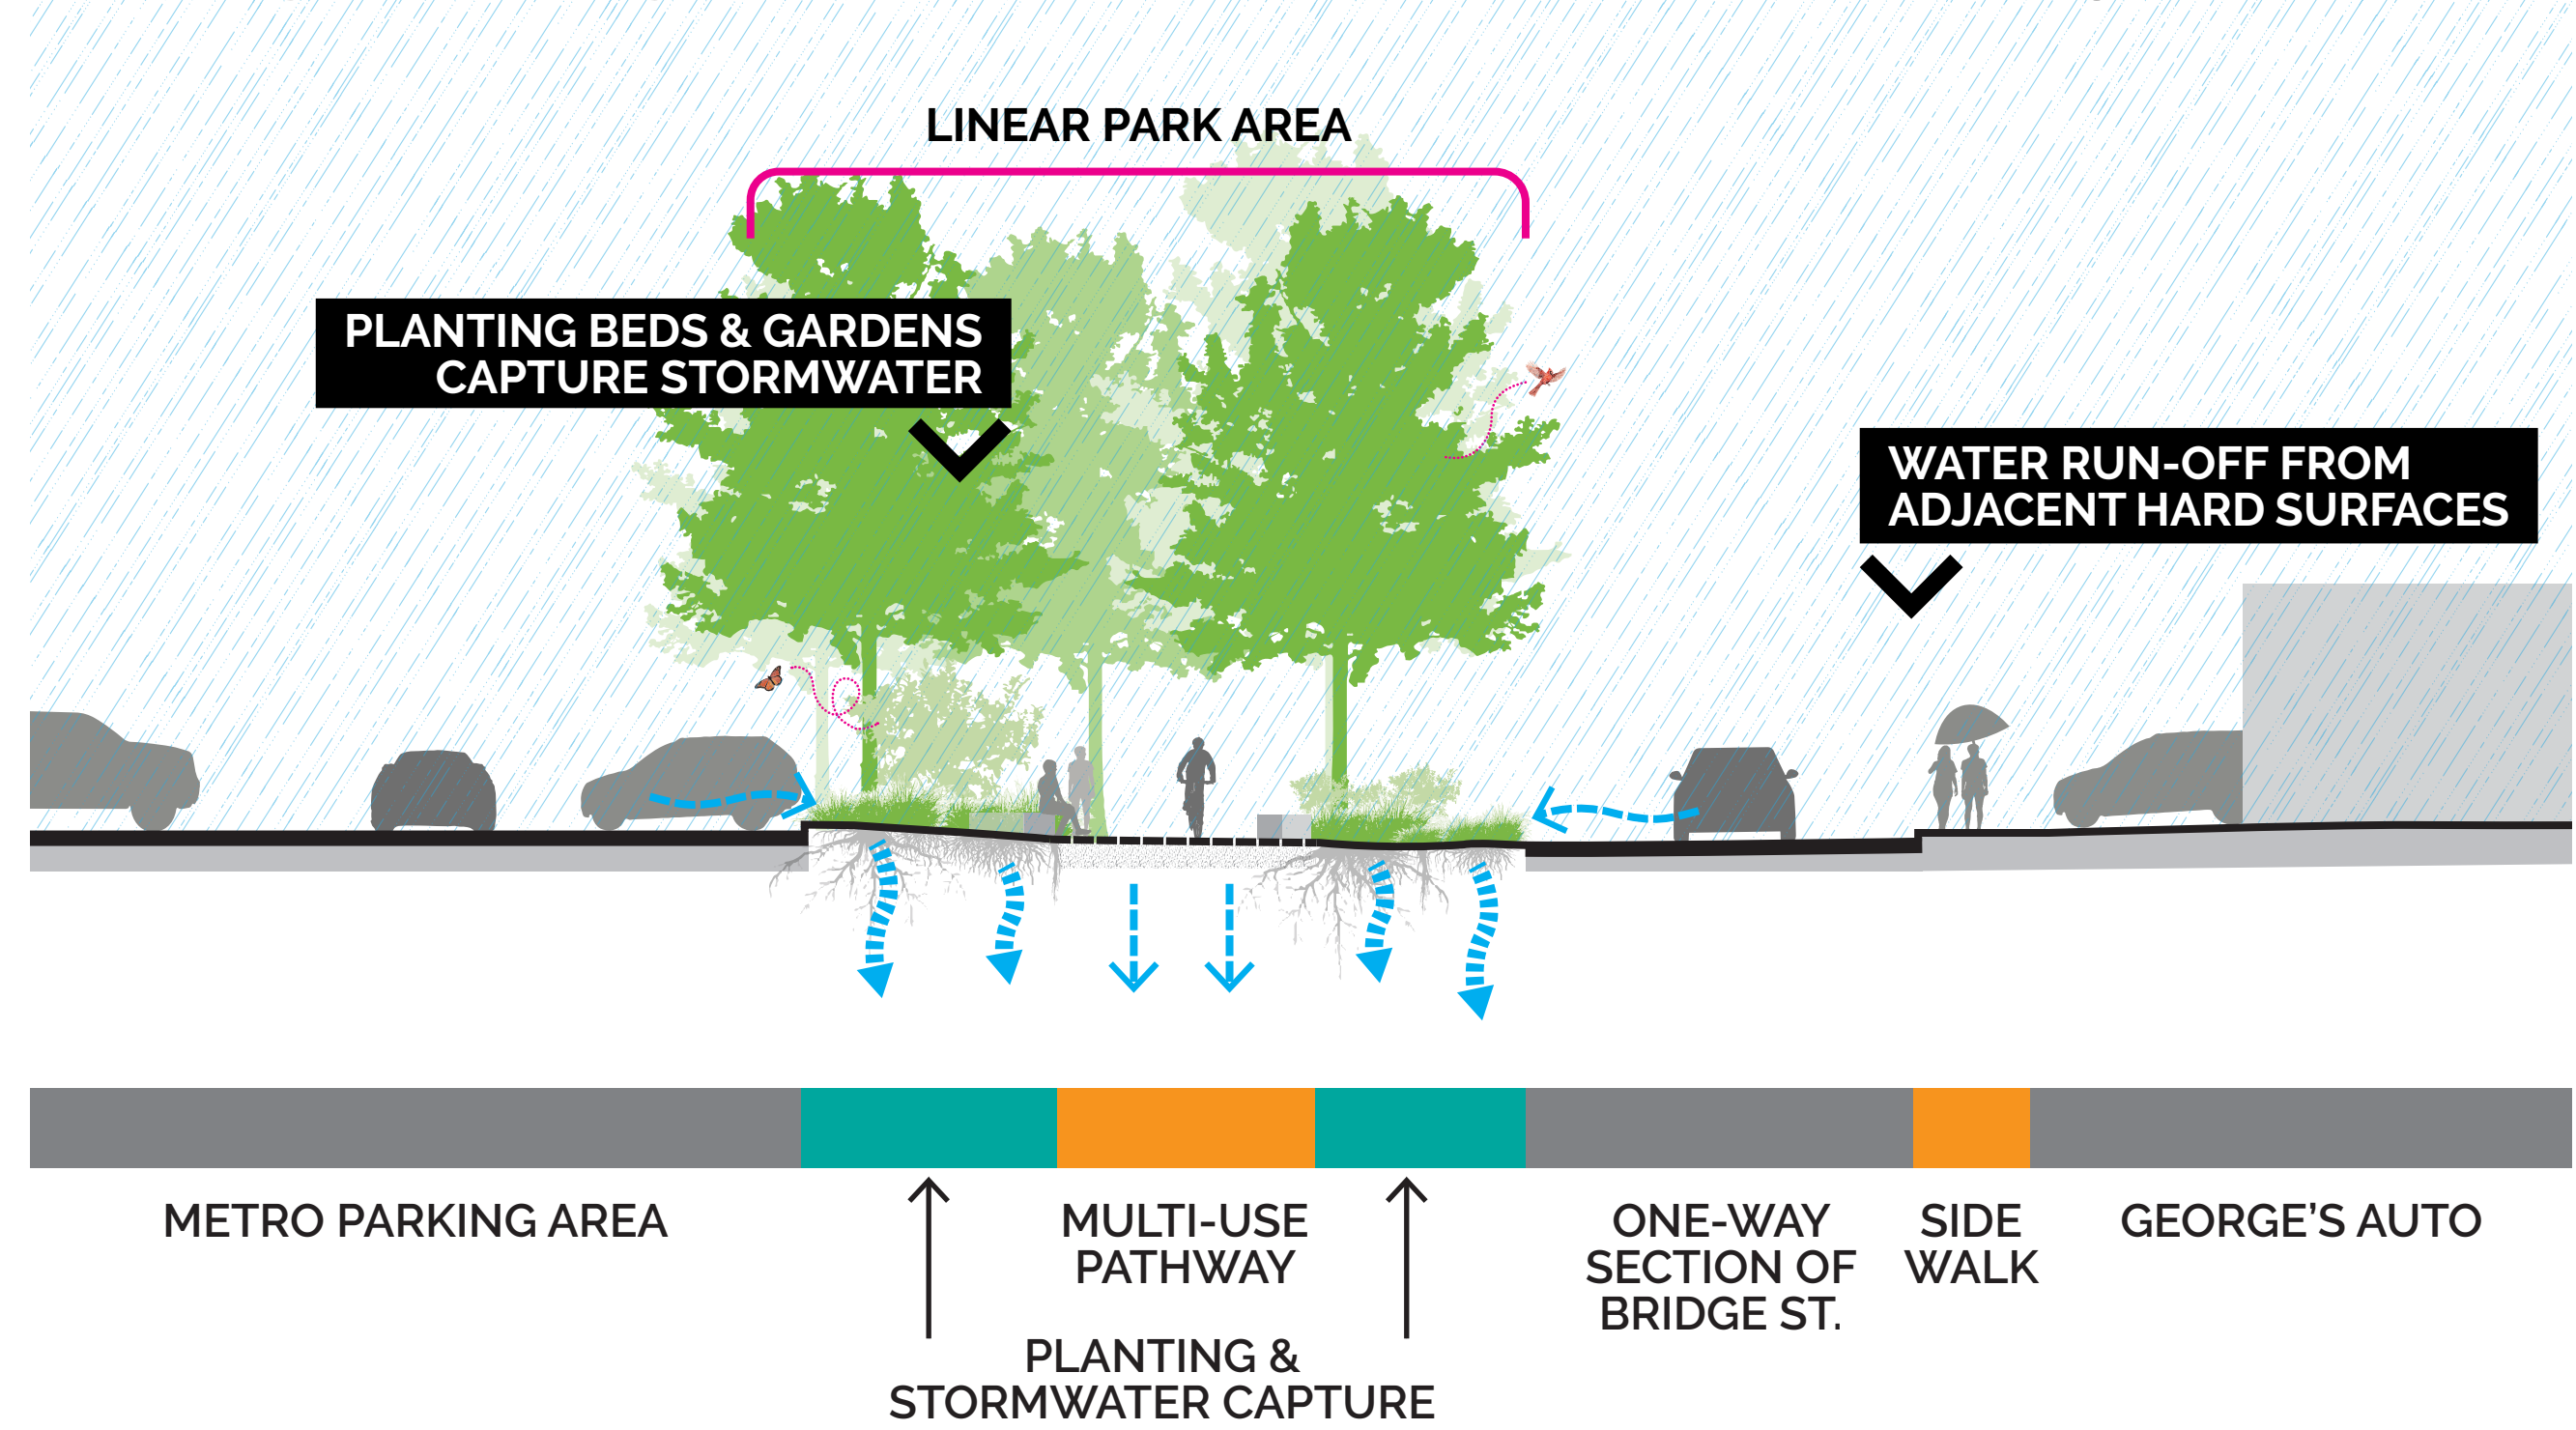 LINEAR PARK AREA
PLANTING BEDS & GARDENS
CAPTURE STORMWATER
WATER RUN-OFF FROM
ADJACENT HARD SURFACES
METRO PARKING AREA
MULTI-USE
PATHWAY
PLANTING &
STORMWATER CAPTURE
ONE-WAY
SECTION OF
BRIDGE ST.
SIDE
WALK
GEORGE’S AUTO